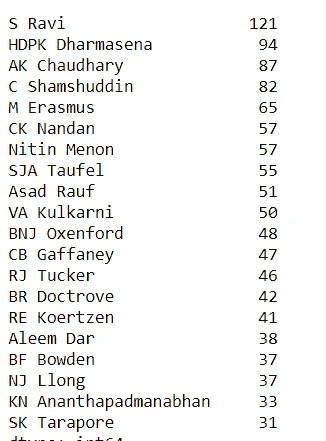 S Ravi 121
HDPK Dharmasena 94
AK Chaudhary 87
C Shamshuddin 82
M Erasmus 65
CK Nandan 57
Nitin Menon 57
SJA Taufel 55
Asad Rauf 51
VA Kulkarni 50
BNJ Oxenford 48
CB Gaffaney 47
RJ Tucker 46
BR Doctrove 42
RE Koertzen 41
Aleem Dar 38
BF Bowden 37
NJ Llong 37
KN Ananthapadmanabhan 33
SK Tarapore 31
dtype: int64